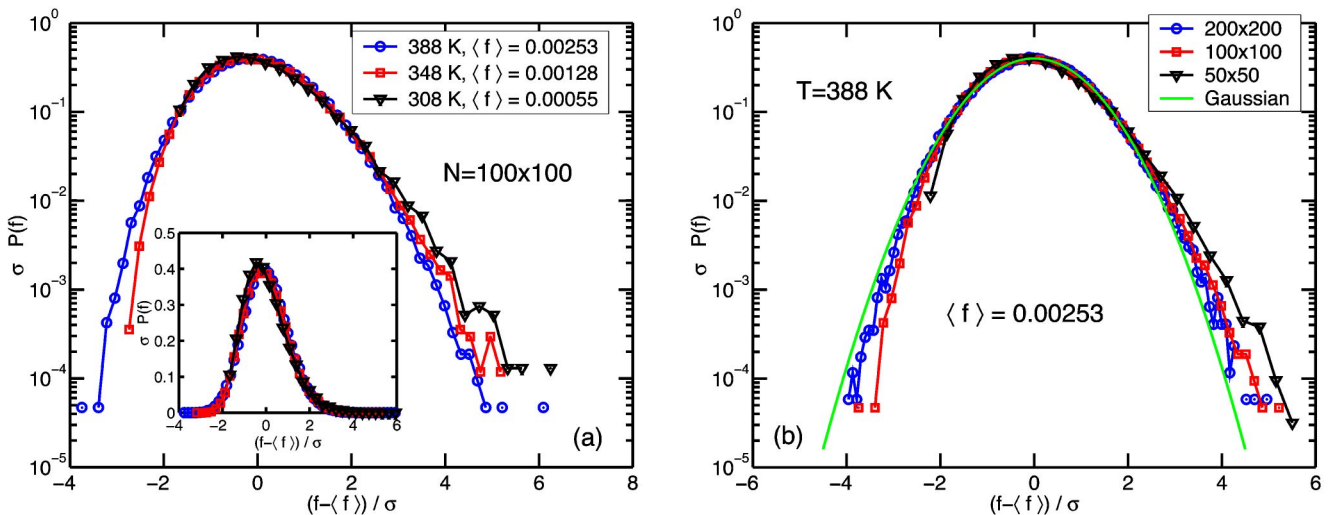 10^0
10^-1
10^-2
10^-3
10^-4
10^-5
σ P(f)
388 K, ⟨ f ⟩ = 0.00253
348 K, ⟨ f ⟩ = 0.00128
308 K, ⟨ f ⟩ = 0.00055
N=100x100
0.5
0.4
0.3
0.2
0.1
0
σ P(f)
−4 −2 0 2 4 6
(f−⟨ f ⟩) / σ
(a)
−4 −2 0 2 4 6 8
(f−⟨ f ⟩) / σ
10^0
10^-1
10^-2
10^-3
10^-4
10^-5
σ P(f)
200x200
100x100
50x50
Gaussian
T=388 K
⟨ f ⟩ = 0.00253
(b)
−6 −4 −2 0 2 4 6
(f−⟨ f ⟩) / σ